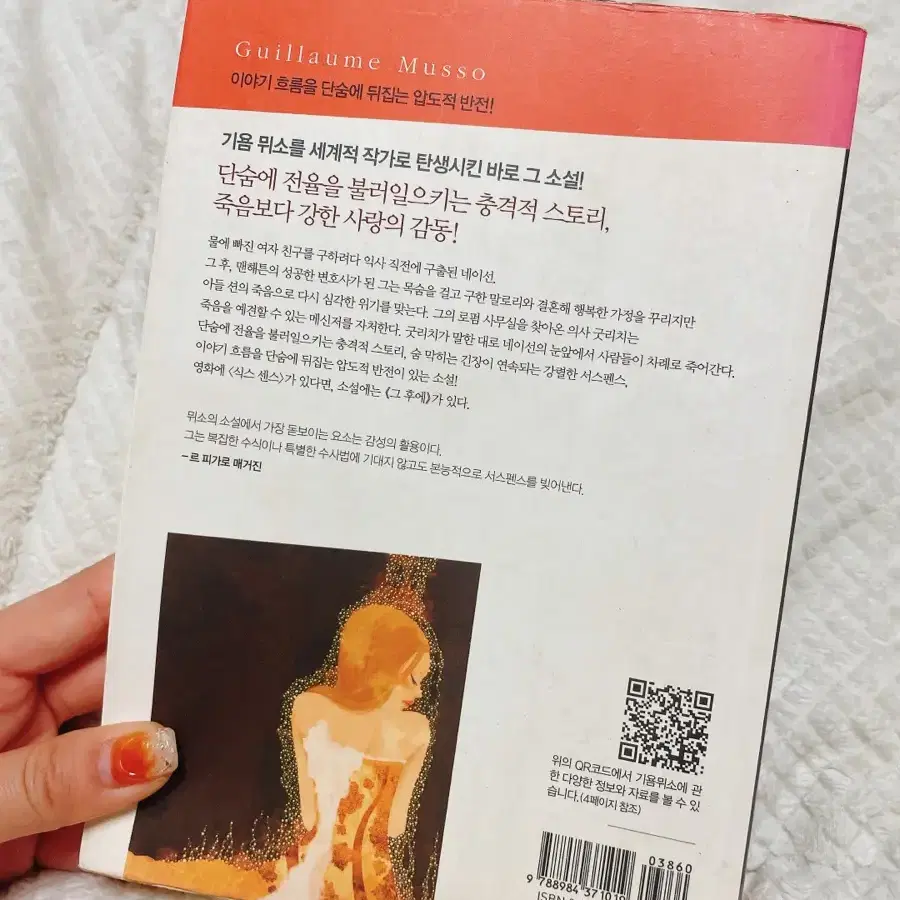 Guillaume Musso
이야기 흐름을 단숨에 뒤집는 압도적 반전!
기욤 뮈소를 세계적 작가로 탄생시킨 바로 그 소설!
단숨에 전율을 불러일으키는 충격적 스토리,
죽음보다 강한 사랑의 감동!
물에 빠진 여자 친구를 구하려다 익사 직전에 구출된 네이선.
그 후, 맨해튼의 성공한 변호사가 된 그는 목숨을 걸고 구한 말로리와 결혼해 행복한 가정을 꾸리지만
아들 션의 죽음으로 다시 심각한 위기를 맞는다. 그의 로펌 사무실을 찾아온 의사 굿리치는
죽음을 예견할 수 있는 메신저를 자처한다. 굿리치가 말한 대로 네이선의 눈앞에서 사람들이 차례로 죽어간다.
단숨에 전율을 불러일으키는 충격적 스토리, 숨 막히는 긴장이 연속되는 강렬한 서스펜스,
이야기 흐름을 단숨에 뒤집는 압도적 반전이 있는 소설!
영화에 〈식스 센스〉가 있다면, 소설에는 《그 후에》가 있다.
뮈소의 소설에서 가장 돋보이는 요소는 감성의 활용이다.
그는 복잡한 수식이나 특별한 수사법에 기대지 않고도 본능적으로 서스펜스를 빚어낸다.
–르 피가로 매거진
위의 QR코드에서 기욤뮈소에 관
한 다양한 정보와 자료를 볼 수 있
습니다.(4페이지 참조)
03860
9 788984 371019
ISBN